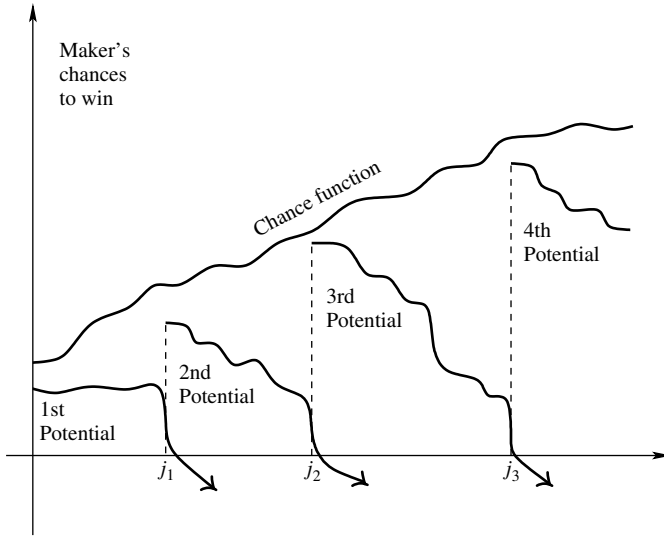 Maker's
chances
to win
Chance function
1st
Potential
2nd
Potential
3rd
Potential
4th
Potential
j1
j2
j3